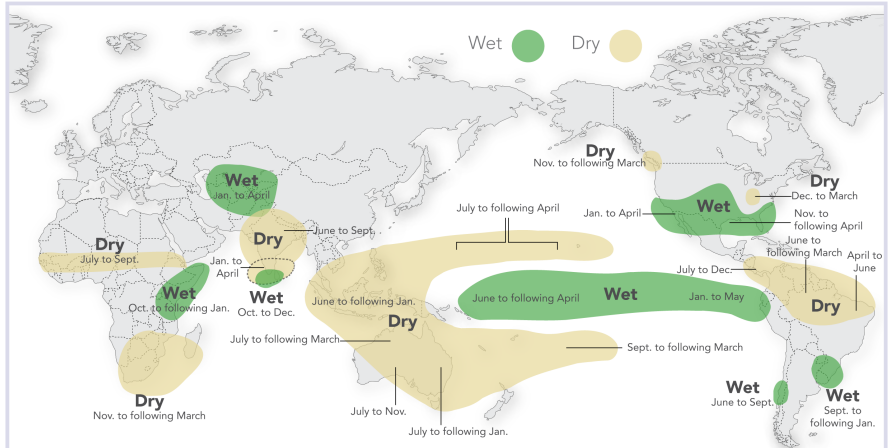 Wet Dry
Dry
Nov. to following March
Dry
Dec. to March
Wet
Jan. to April
Wet
Jan. to April
Nov. to
following April
July to following April
June to
following March
April to
June
Dry
June to Sept.
Dry
July to Sept.
Jan. to
April
July to Dec.
Wet
Oct. to following Jan.
Wet
Oct. to Dec.
June to following Jan.
Dry
June to following April
Wet
Jan. to May
Dry
July to following March
Sept. to following March
Dry
Nov. to following March
July to Nov.
July to following Jan.
Wet
June to Sept.
Wet
Sept. to
following Jan.